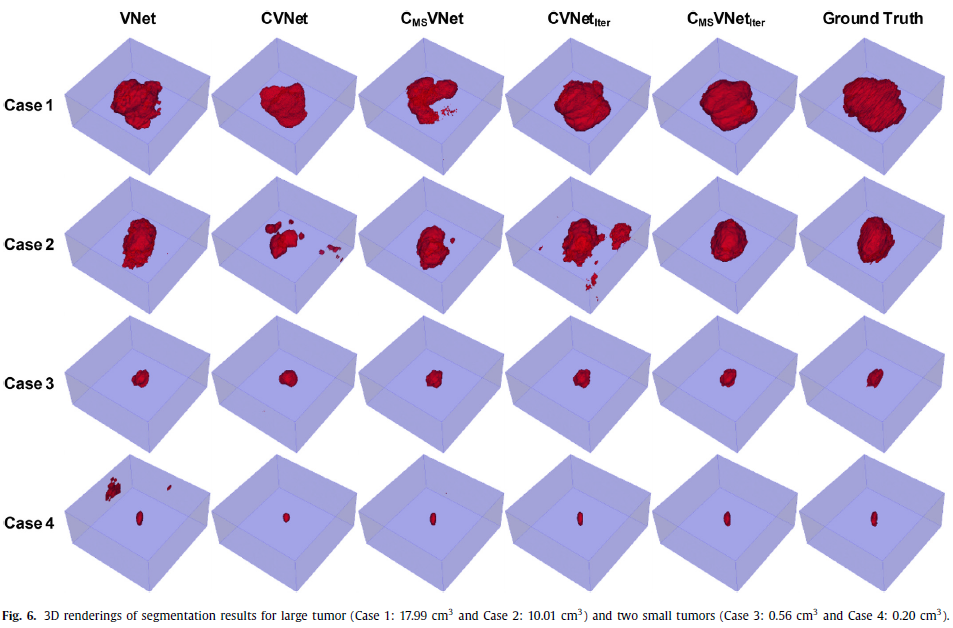 VNet CVNet CMSVNet CVNetIter CMSVNetIter Ground Truth
Case 1
Case 2
Case 3
Case 4
Fig. 6. 3D renderings of segmentation results for large tumor (Case 1: 17.99 cm³ and Case 2: 10.01 cm³) and two small tumors (Case 3: 0.56 cm³ and Case 4: 0.20 cm³).